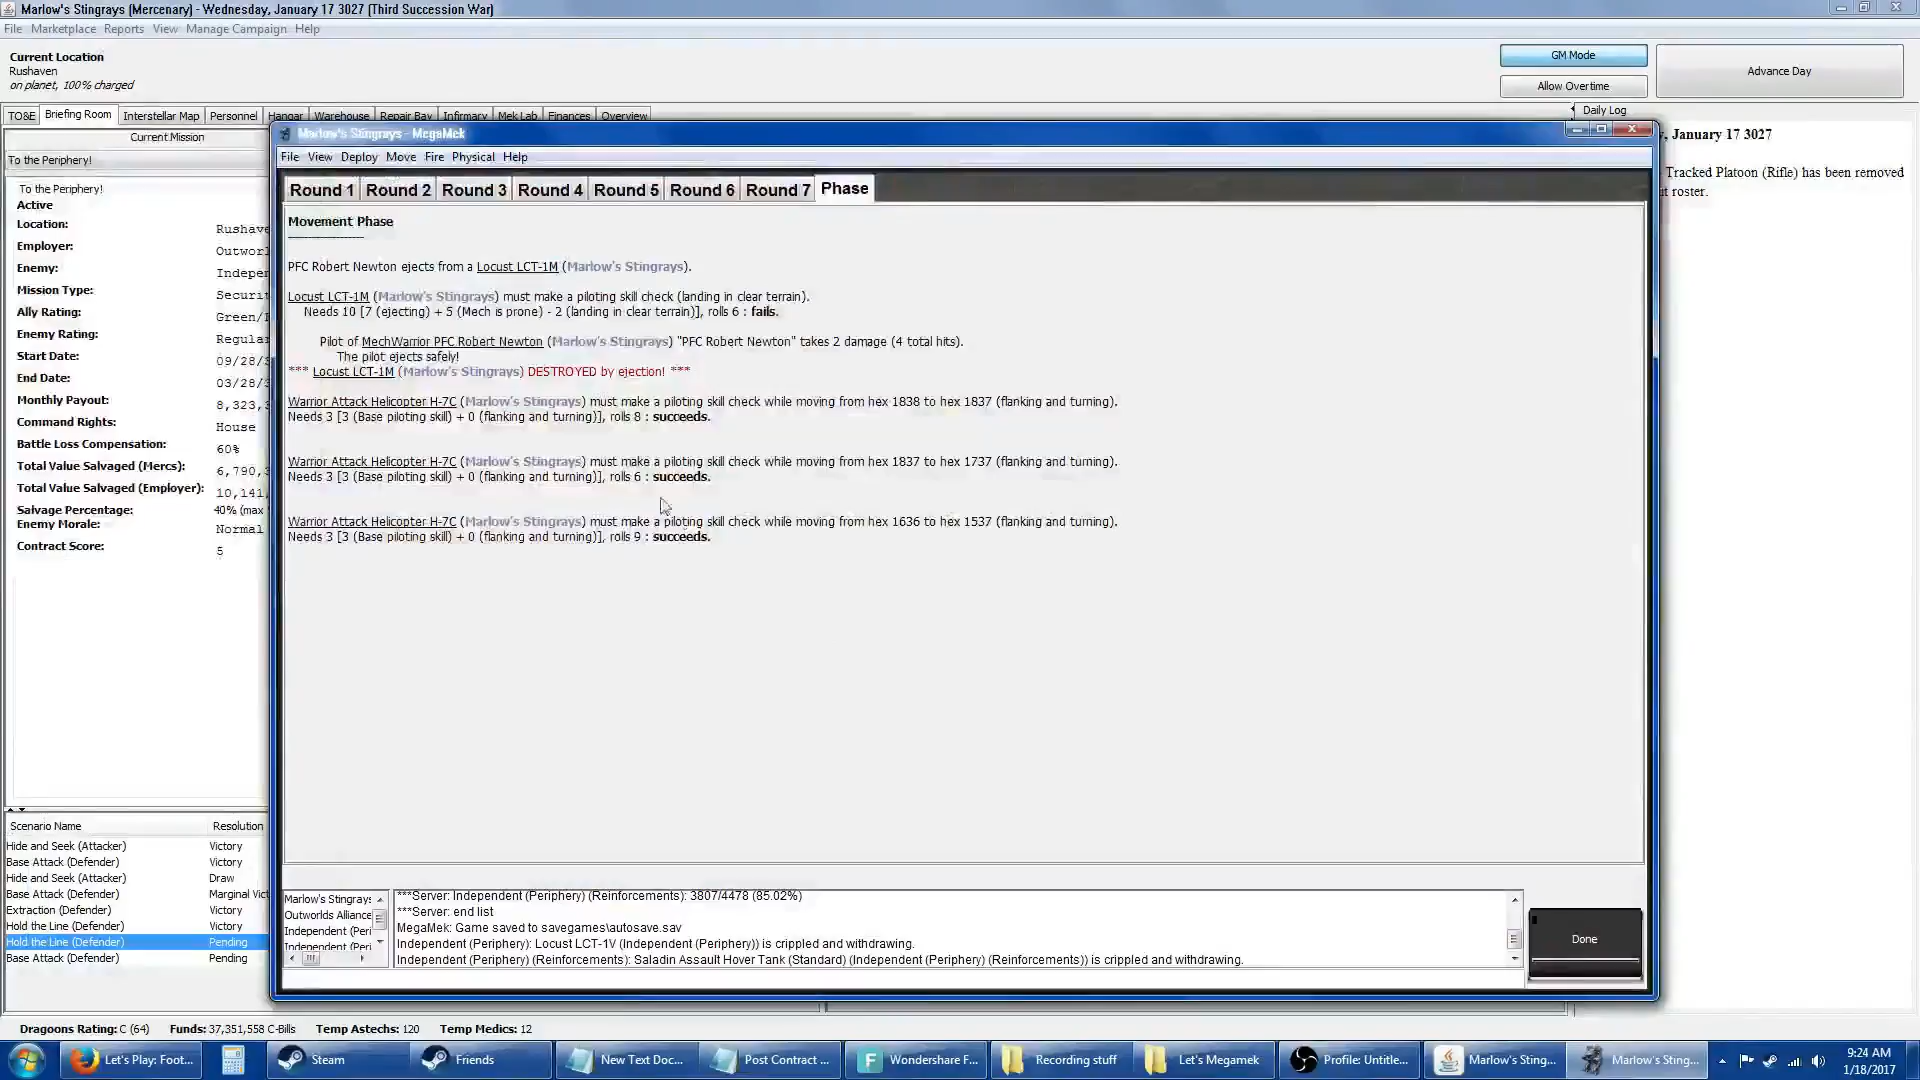 Marlow's Stingrays (Mercenary) - Wednesday, January 17 3027 (Third Succession War)
File Marketplace Reports View Manage Campaign Help
Current Location
Rushaven
on planet, 100% charged
GM Mode
Allow Overtime
Advance Day
TO&E Briefing Room Interstellar Map Personnel Hangar Warehouse Repair Bay Infirmary Mek Lab Finances Overview
Daily Log
Current Mission
To the Periphery!
To the Periphery!
Active
Location: Rushave
Employer: Outworl
Enemy: Indepen
Mission Type: Securit
Ally Rating: Green/
Enemy Rating: Regular
Start Date: 09/28/3
End Date: 03/28/3
Monthly Payout: 8,323,
Command Rights: House
Battle Loss Compensation: 60%
Total Value Salvaged (Mercs): 6,790,
Total Value Salvaged (Employer): 10,141,
Salvage Percentage: 40% (max
Enemy Morale: Normal
Contract Score: 5
Scenario Name Resolution
Hide and Seek (Attacker) Victory
Base Attack (Defender) Victory
Hide and Seek (Attacker) Draw
Base Attack (Defender) Marginal Vict
Extraction (Defender) Victory
Hold the Line (Defender) Victory
Hold the Line (Defender) Pending
Base Attack (Defender) Pending
Marlow's Stingrays - MegaMek
File View Deploy Move Fire Physical Help
Round 1 Round 2 Round 3 Round 4 Round 5 Round 6 Round 7 Phase
Movement Phase
--------------------
PFC Robert Newton ejects from a Locust LCT-1M (Marlow's Stingrays).
Locust LCT-1M (Marlow's Stingrays) must make a piloting skill check (landing in clear terrain).
Needs 10 [7 (ejecting) + 5 (Mech is prone) - 2 (landing in clear terrain)], rolls 6 : fails.
Pilot of MechWarrior PFC Robert Newton (Marlow's Stingrays) "PFC Robert Newton" takes 2 damage (4 total hits).
The pilot ejects safely!
*** Locust LCT-1M (Marlow's Stingrays) DESTROYED by ejection! ***
Warrior Attack Helicopter H-7C (Marlow's Stingrays) must make a piloting skill check while moving from hex 1838 to hex 1837 (flanking and turning).
Needs 3 [3 (Base piloting skill) + 0 (flanking and turning)], rolls 8 : succeeds.
Warrior Attack Helicopter H-7C (Marlow's Stingrays) must make a piloting skill check while moving from hex 1837 to hex 1737 (flanking and turning).
Needs 3 [3 (Base piloting skill) + 0 (flanking and turning)], rolls 6 : succeeds.
Warrior Attack Helicopter H-7C (Marlow's Stingrays) must make a piloting skill check while moving from hex 1636 to hex 1537 (flanking and turning).
Needs 3 [3 (Base piloting skill) + 0 (flanking and turning)], rolls 9 : succeeds.
Marlow's Stingrays
Outworlds Alliance
Independent (Peri
Independent (Peri
***Server: Independent (Periphery) (Reinforcements): 3807/4478 (85.02%)
***Server: end list
MegaMek: Game saved to savegames\autosave.sav
Independent (Periphery): Locust LCT-1V (Independent (Periphery)) is crippled and withdrawing.
Independent (Periphery) (Reinforcements): Saladin Assault Hover Tank (Standard) (Independent (Periphery) (Reinforcements)) is crippled and withdrawing.
Done
y, January 17 3027
Tracked Platoon (Rifle) has been removed
it roster.
Dragoons Rating: C (64) Funds: 37,351,558 C-Bills Temp Astechs: 120 Temp Medics: 12
Let's Play: Foot... Steam Friends New Text Doc... Post Contract ... Wondershare F... Recording stuff Let's Megamek Profile: Untitle... Marlow's Sting... Marlow's Sting...
9:24 AM
1/18/2017